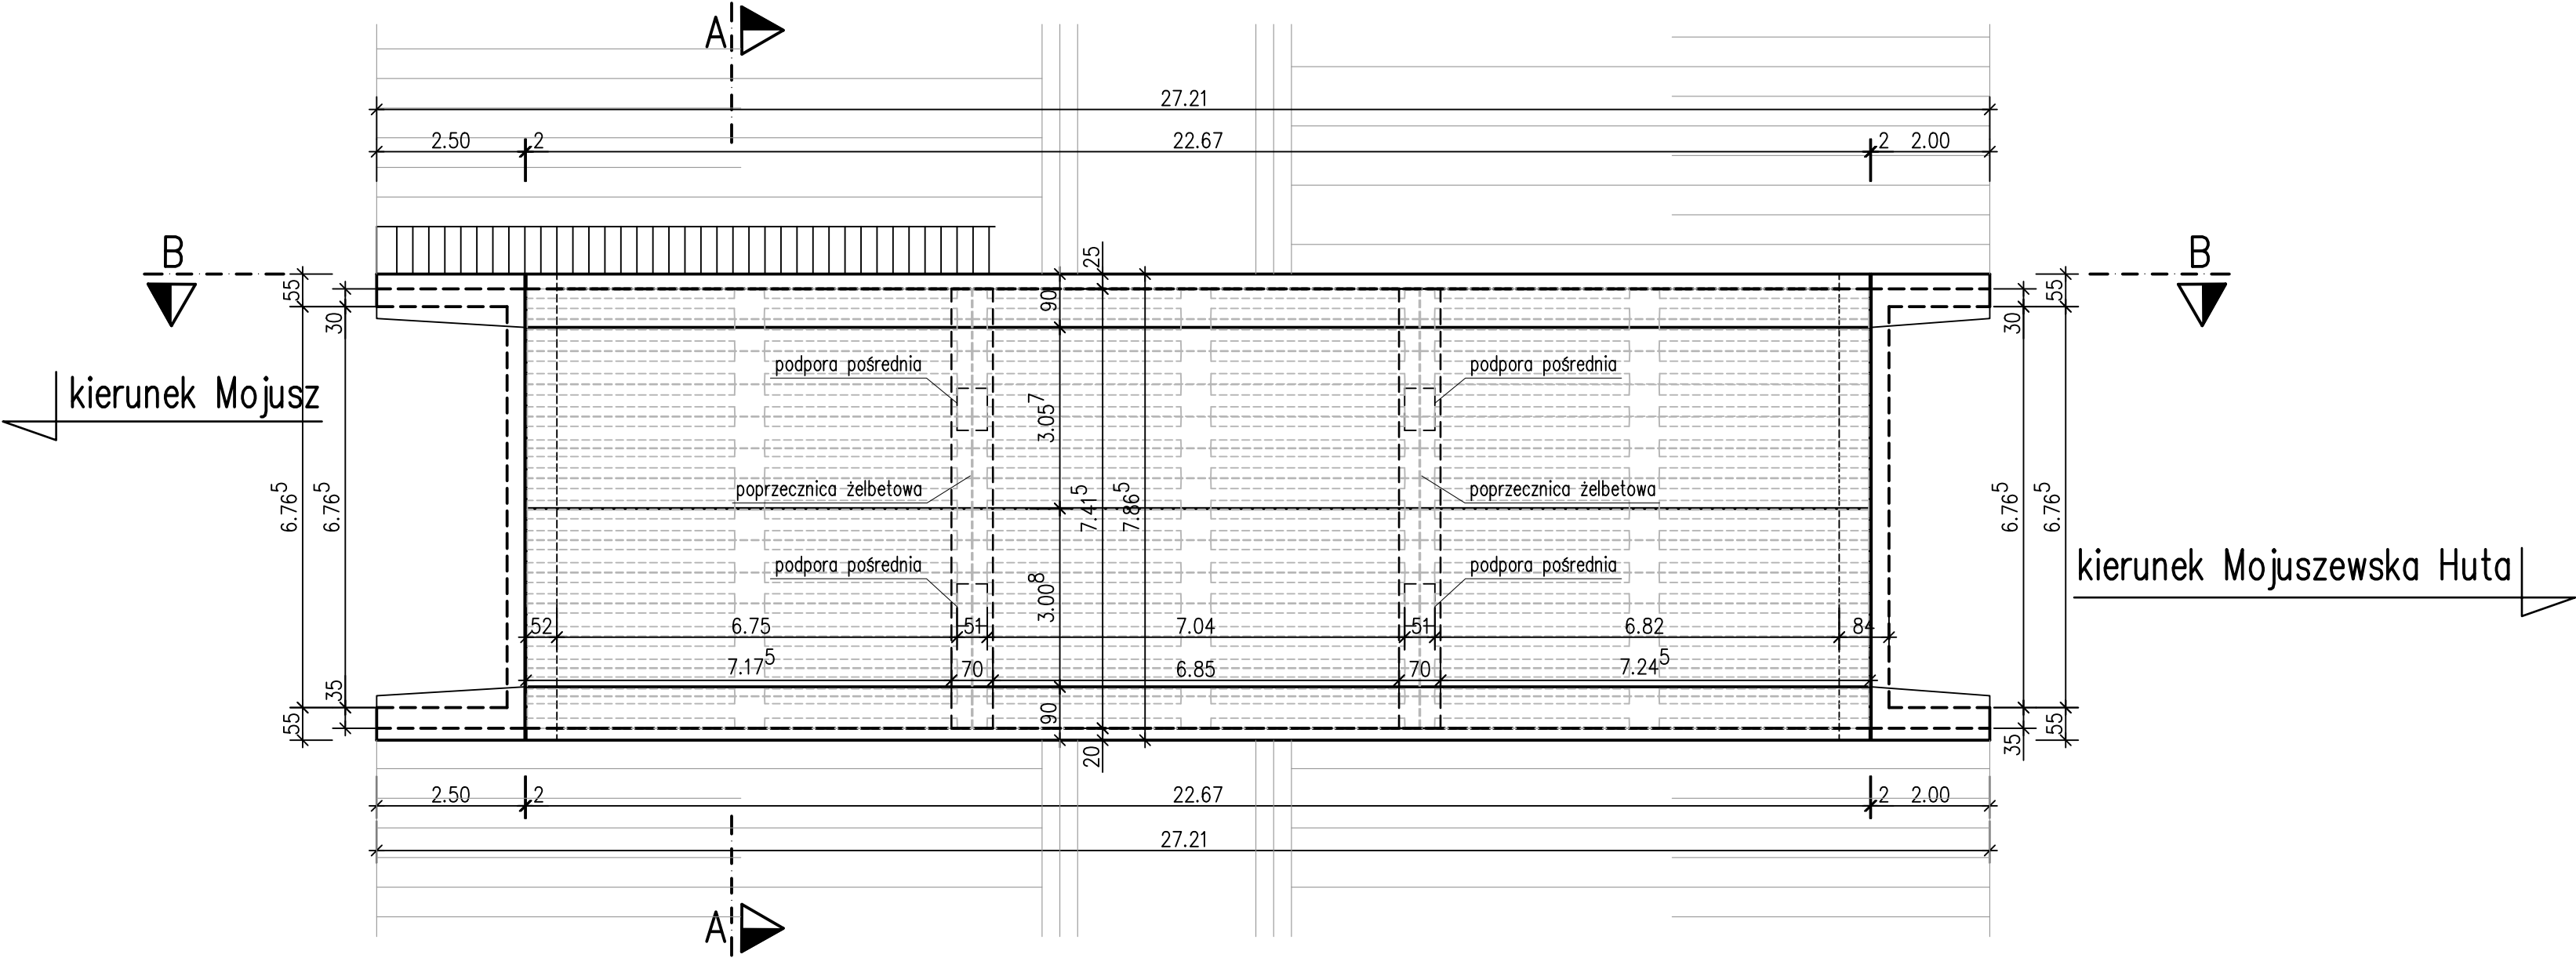 A
27.21
2.50 2 22.67 2 2.00
B
B
25
55
30
90
55
30
podpora pośrednia
podpora pośrednia
kierunek Mojusz
3.05⁷
6.76⁵
6.76⁵
poprzecznica żelbetowa
7.41⁵
7.86⁵
poprzecznica żelbetowa
6.76⁵
6.76⁵
podpora pośrednia
podpora pośrednia
kierunek Mojuszewska Huta
3.00⁸
52 6.75 51 7.04 51 6.82 84
7.17⁵ 70 6.85 70 7.24⁵
35
55
90
20
55
35
2.50 2 22.67 2 2.00
27.21
A